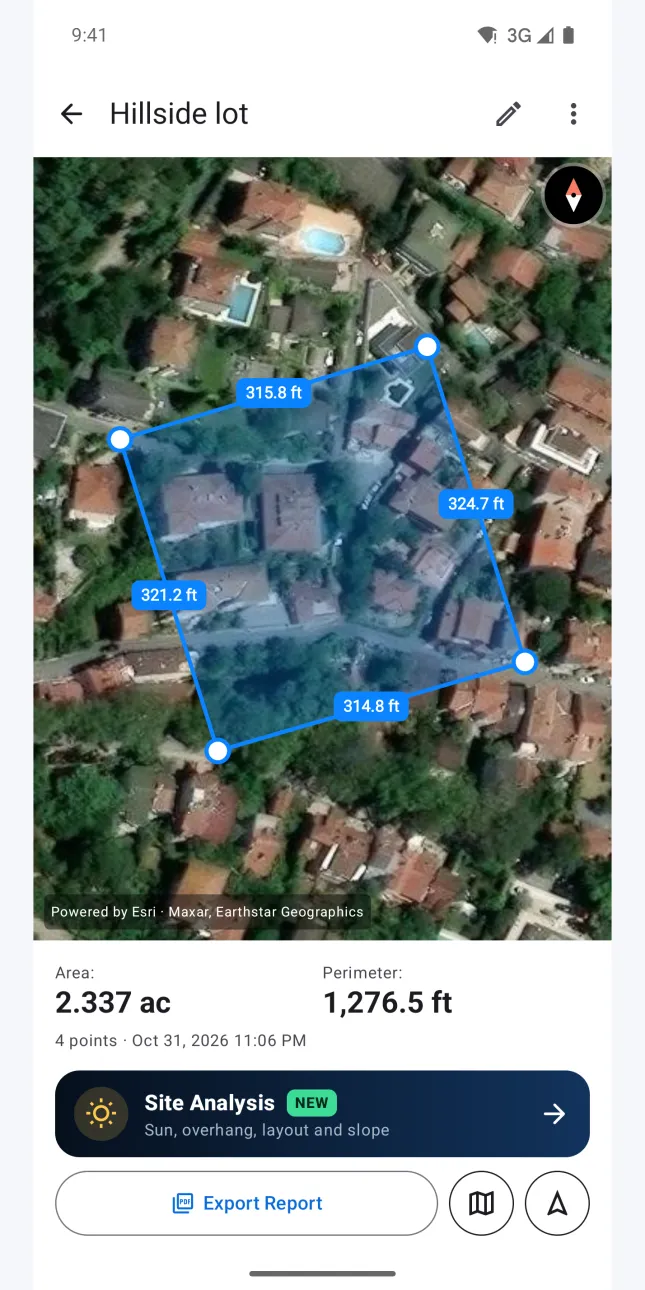 9:41
3G
Hillside lot
315.8 ft
324.7 ft
321.2 ft
314.8 ft
Powered by Esri · Maxar, Earthstar Geographics
Area:
Perimeter:
2.337 ac
1,276.5 ft
4 points · Oct 31, 2026 11:06 PM
Site Analysis NEW
Sun, overhang, layout and slope
PDF Export Report